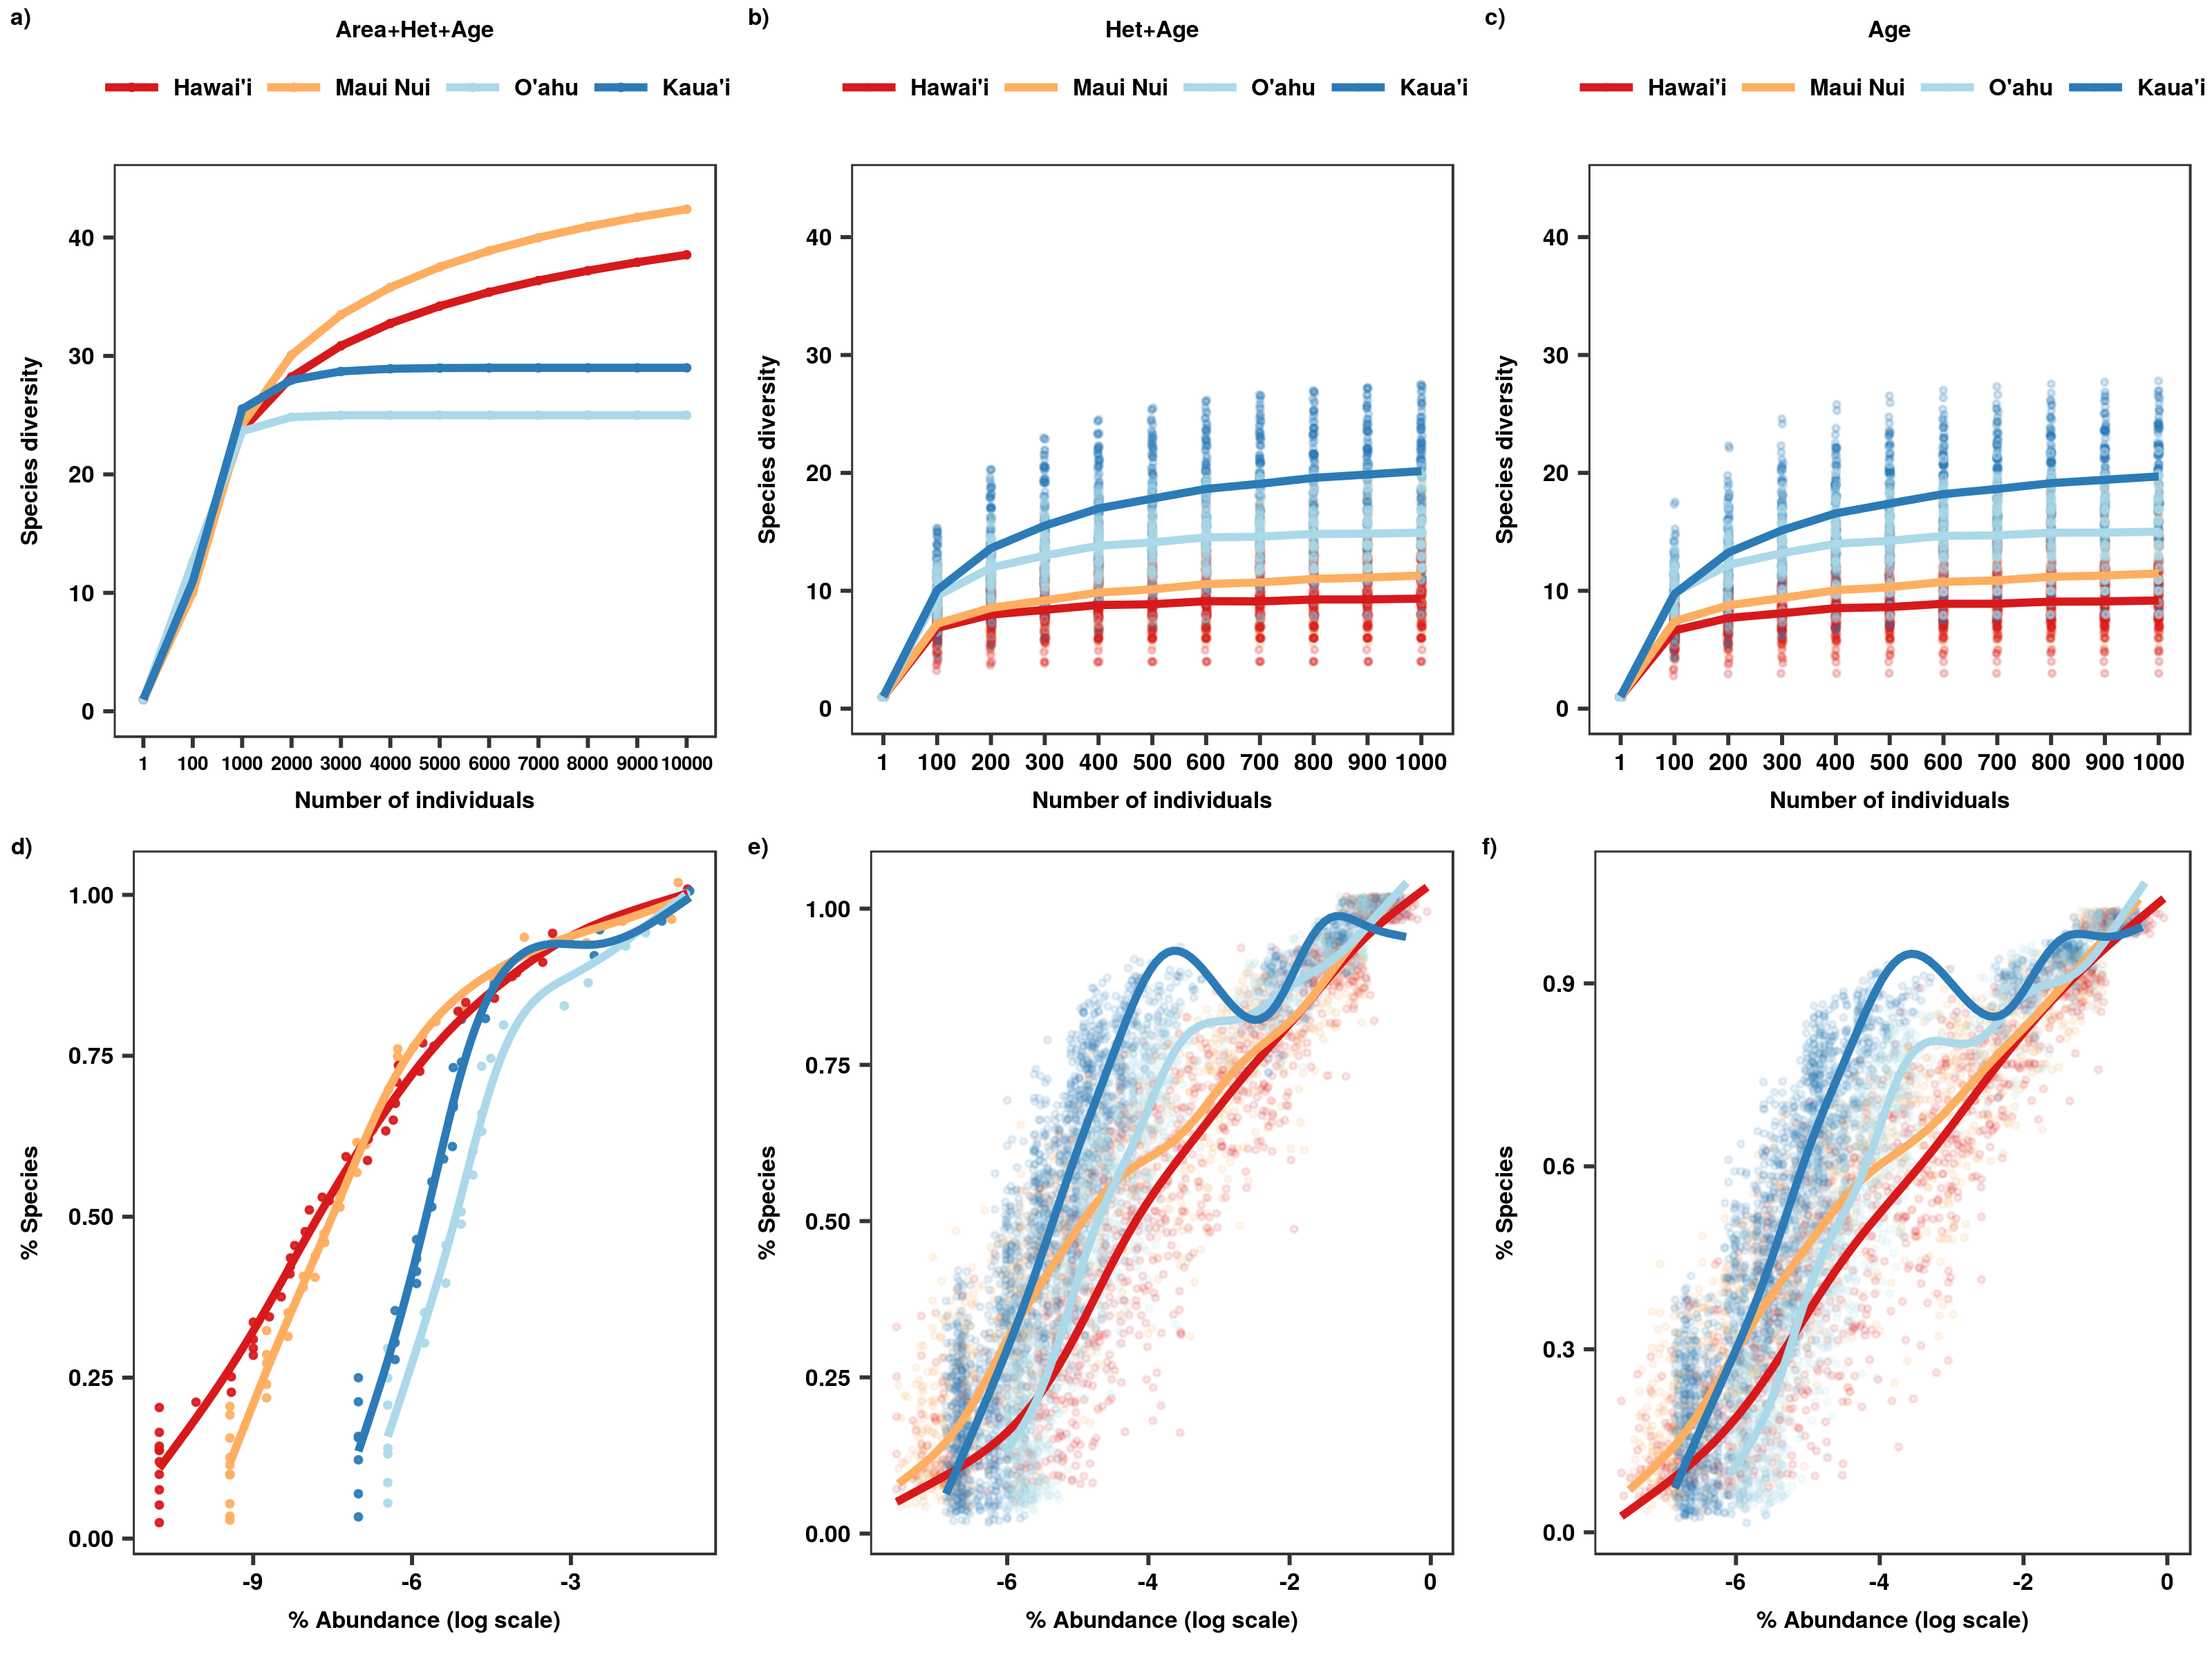 a)
Area+Het+Age
Hawai'i Maui Nui O'ahu Kaua'i
40
30
20
10
0
Species diversity
1 100 1000 2000 3000 4000 5000 6000 7000 8000 9000 10000
Number of individuals
b)
Het+Age
Hawai'i Maui Nui O'ahu Kaua'i
40
30
20
10
0
Species diversity
1 100 200 300 400 500 600 700 800 900 1000
Number of individuals
c)
Age
Hawai'i Maui Nui O'ahu Kaua'i
40
30
20
10
0
Species diversity
1 100 200 300 400 500 600 700 800 900 1000
Number of individuals
d)
1.00
0.75
0.50
0.25
0.00
% Species
-9 -6 -3
% Abundance (log scale)
e)
1.00
0.75
0.50
0.25
0.00
% Species
-6 -4 -2 0
% Abundance (log scale)
f)
0.9
0.6
0.3
0.0
% Species
-6 -4 -2 0
% Abundance (log scale)